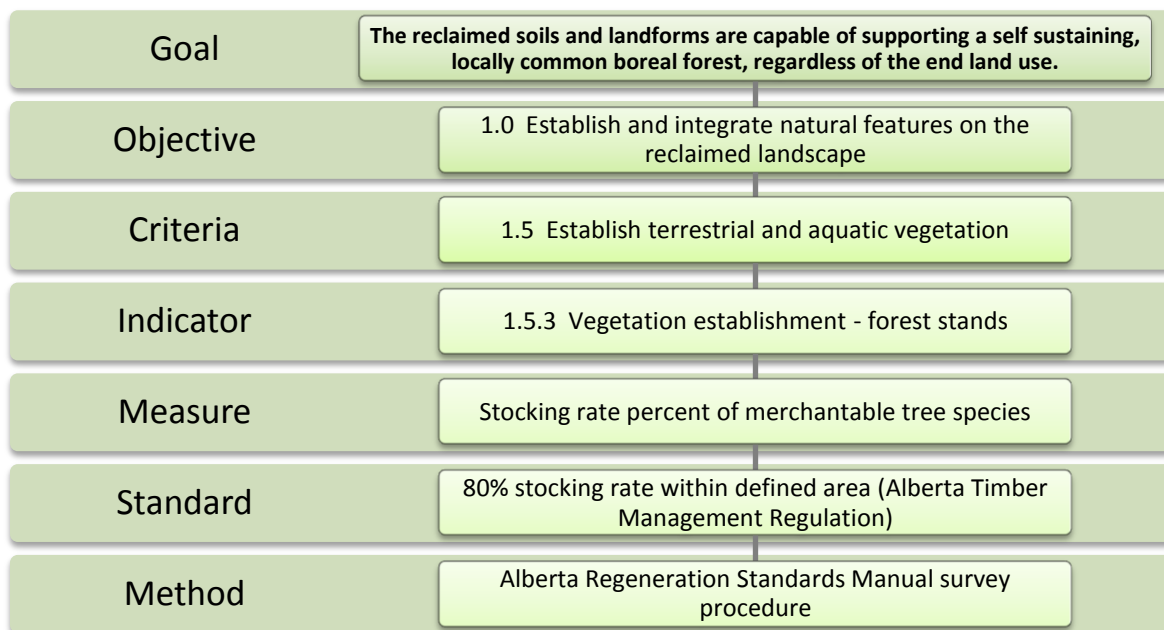 Goal
The reclaimed soils and landforms are capable of supporting a self sustaining,
locally common boreal forest, regardless of the end land use.
Objective
1.0 Establish and integrate natural features on the
reclaimed landscape
Criteria
1.5 Establish terrestrial and aquatic vegetation
Indicator
1.5.3 Vegetation establishment - forest stands
Measure
Stocking rate percent of merchantable tree species
Standard
80% stocking rate within defined area (Alberta Timber
Management Regulation)
Method
Alberta Regeneration Standards Manual survey
procedure